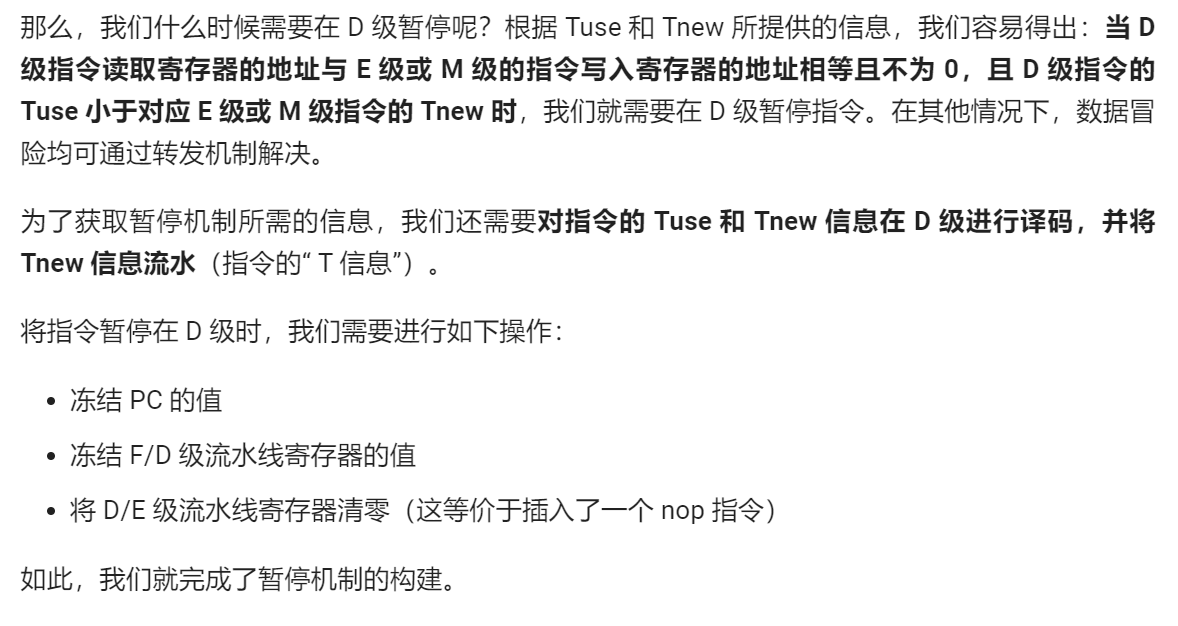 那么，我们什么时候需要在 D 级暂停呢？根据 Tuse 和 Tnew 所提供的信息，我们容易得出：当 D
级指令读取寄存器的地址与 E 级或 M 级的指令写入寄存器的地址相等且不为 0，且 D 级指令的
Tuse 小于对应 E 级或 M 级指令的 Tnew 时，我们就需要在 D 级暂停指令。在其他情况下，数据冒
险均可通过转发机制解决。
为了获取暂停机制所需的信息，我们还需要对指令的 Tuse 和 Tnew 信息在 D 级进行译码，并将
Tnew 信息流水（指令的“ T 信息”）。
将指令暂停在 D 级时，我们需要进行如下操作：
• 冻结 PC 的值
• 冻结 F/D 级流水线寄存器的值
• 将 D/E 级流水线寄存器清零（这等价于插入了一个 nop 指令）
如此，我们就完成了暂停机制的构建。